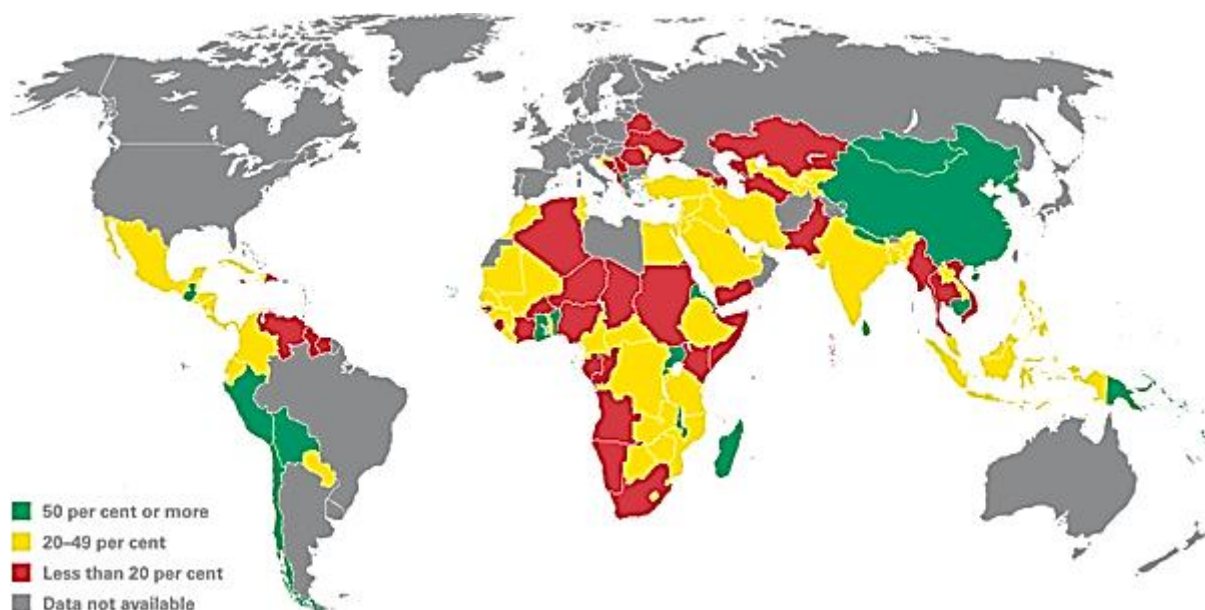 50 per cent or more
20–49 per cent
Less than 20 per cent
Data not available